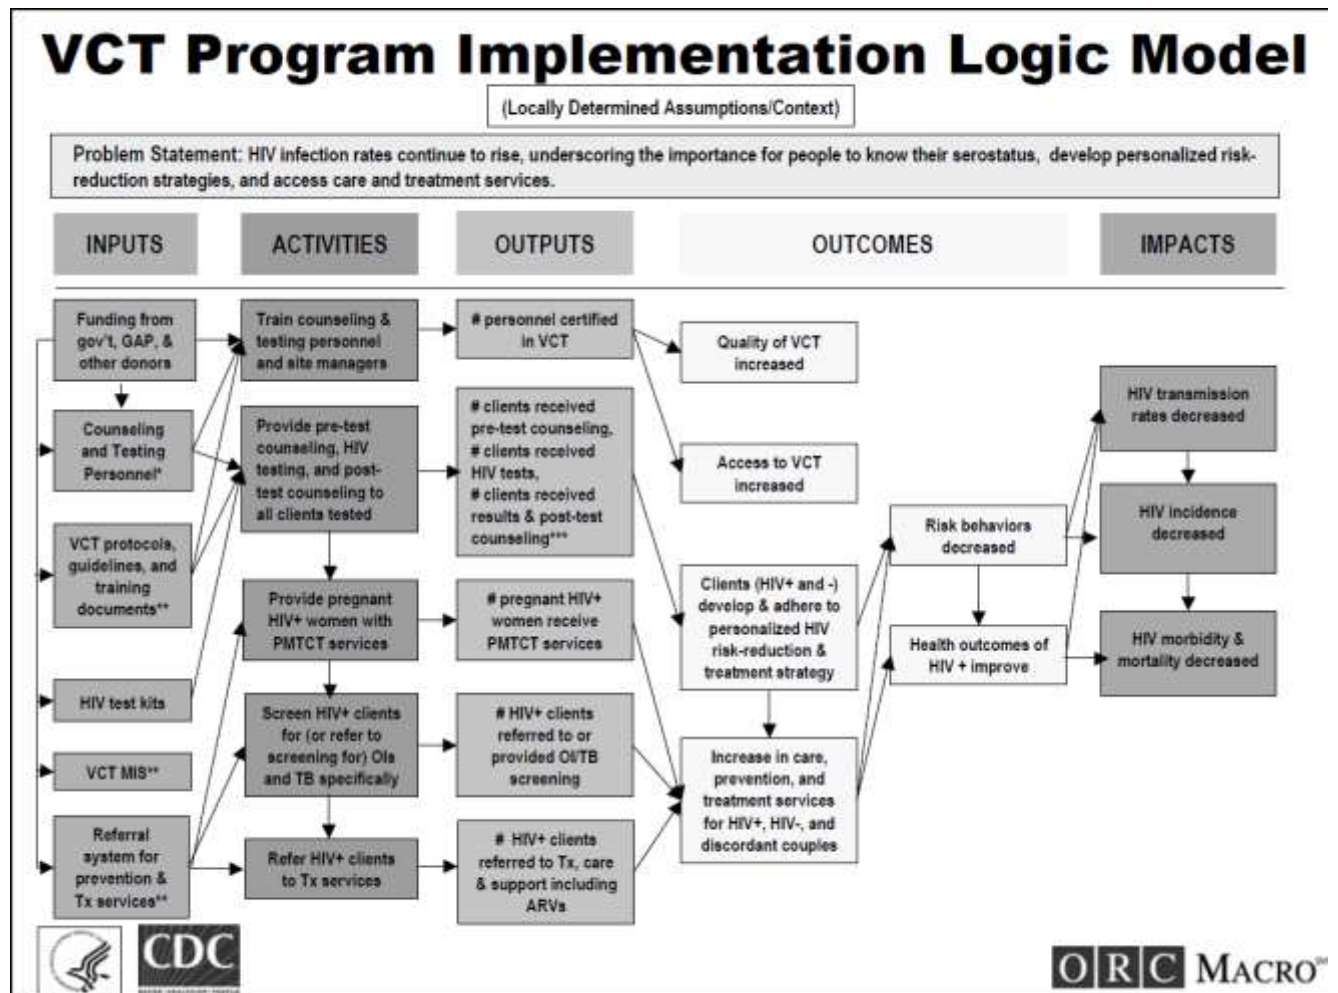 VCT Program Implementation Logic Model
(Locally Determined Assumptions/Context)
Problem Statement: HIV infection rates continue to rise, underscoring the importance for people to know their serostatus, develop personalized risk-
reduction strategies, and access care and treatment services.
INPUTS
ACTIVITIES
OUTPUTS
OUTCOMES
IMPACTS
Funding from
gov't, GAP, &
other donors
Counseling
and Testing
Personnel*
VCT protocols,
guidelines, and
training
documents**
HIV test kits
VCT MIS**
Referral
system for
prevention &
Tx services**
Train counseling &
testing personnel
and site managers
Provide pre-test
counseling, HIV
testing, and post-
test counseling to
all clients tested
Provide pregnant
HIV+ women with
PMTCT services
Screen HIV+ clients
for (or refer to
screening for) OIs
and TB specifically
Refer HIV+ clients
to Tx services
# personnel certified
in VCT
# clients received
pre-test counseling,
# clients received
HIV tests,
# clients received
results & post-test
counseling***
# pregnant HIV+
women receive
PMTCT services
# HIV+ clients
referred to or
provided OI/TB
screening
# HIV+ clients
referred to Tx, care
& support including
ARVs
Quality of VCT
increased
Access to VCT
increased
Clients (HIV+ and -)
develop & adhere to
personalized HIV
risk-reduction &
treatment strategy
Increase in care,
prevention, and
treatment services
for HIV+, HIV-, and
discordant couples
Risk behaviors
decreased
Health outcomes of
HIV + improve
HIV transmission
rates decreased
HIV incidence
decreased
HIV morbidity &
mortality decreased
CDC
ORC MACRO